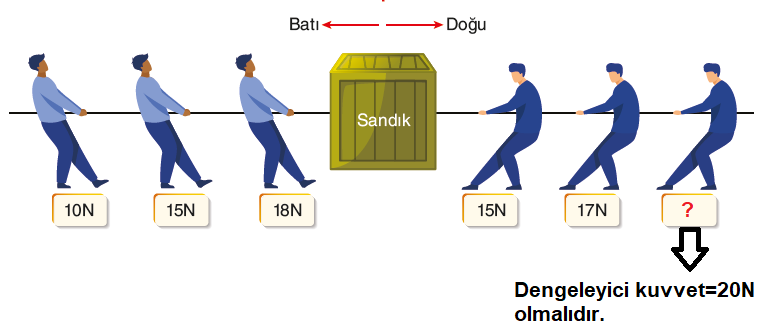 Batı Doğu
Sandık
10N 15N 18N 15N 17N ?
Dengeleyici kuvvet=20N
olmalıdır.